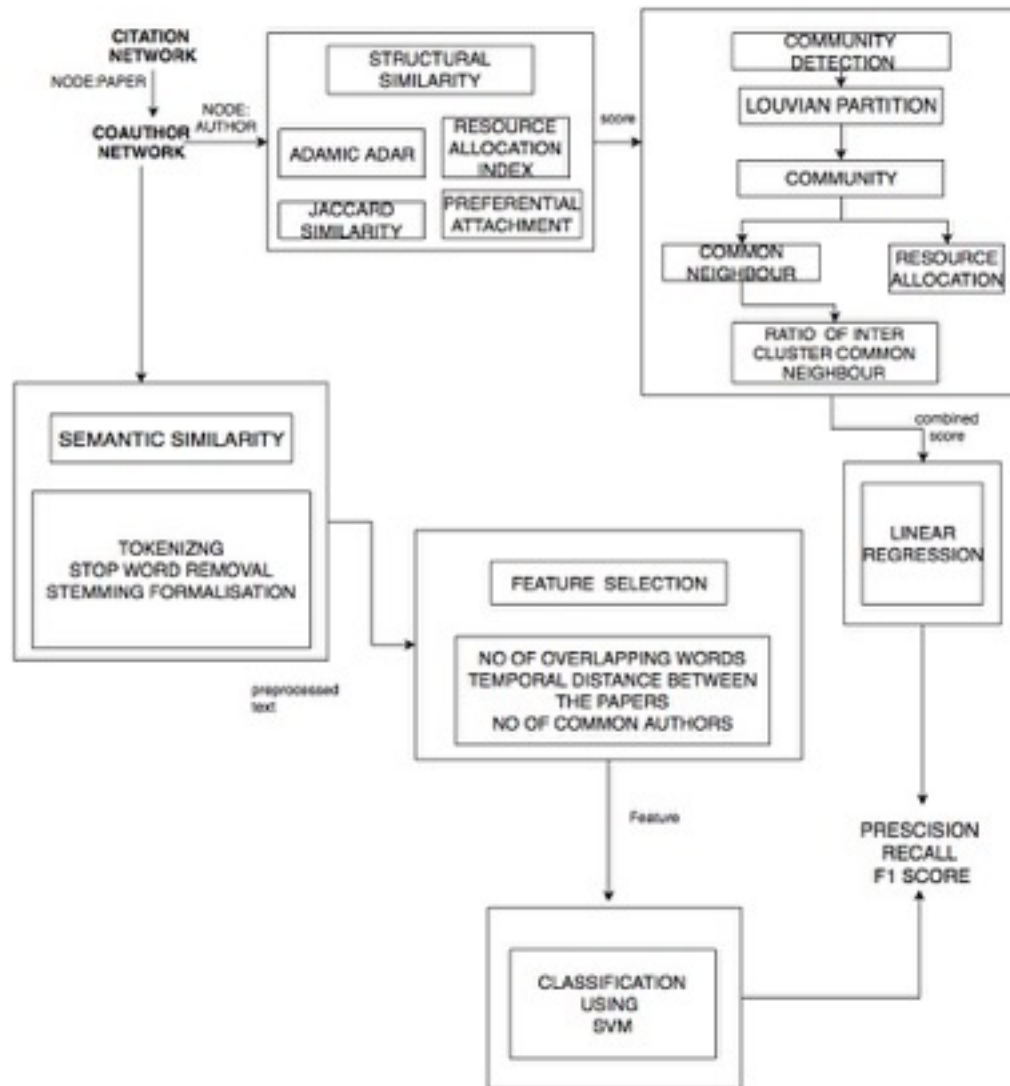 CITATION
NETWORK
NODE:PAPER
COAUTHOR
NETWORK
NODE:
AUTHOR
STRUCTURAL
SIMILARITY
ADAMIC ADAR
RESOURCE
ALLOCATION
INDEX
JACCARD
SIMILARITY
PREFERENTIAL
ATTACHMENT
score
COMMUNITY
DETECTION
LOUVIAN PARTITION
COMMUNITY
COMMON
NEIGHBOUR
RESOURCE
ALLOCATION
RATIO OF INTER
CLUSTER COMMON
NEIGHBOUR
combined
score
LINEAR
REGRESSION
SEMANTIC SIMILARITY
TOKENIZNG
STOP WORD REMOVAL
STEMMING FORMALISATION
preprocessed
text
FEATURE SELECTION
NO OF OVERLAPPING WORDS
TEMPORAL DISTANCE BETWEEN
THE PAPERS
NO OF COMMON AUTHORS
Feature
CLASSIFICATION
USING
SVM
PRESCISION
RECALL
F1 SCORE